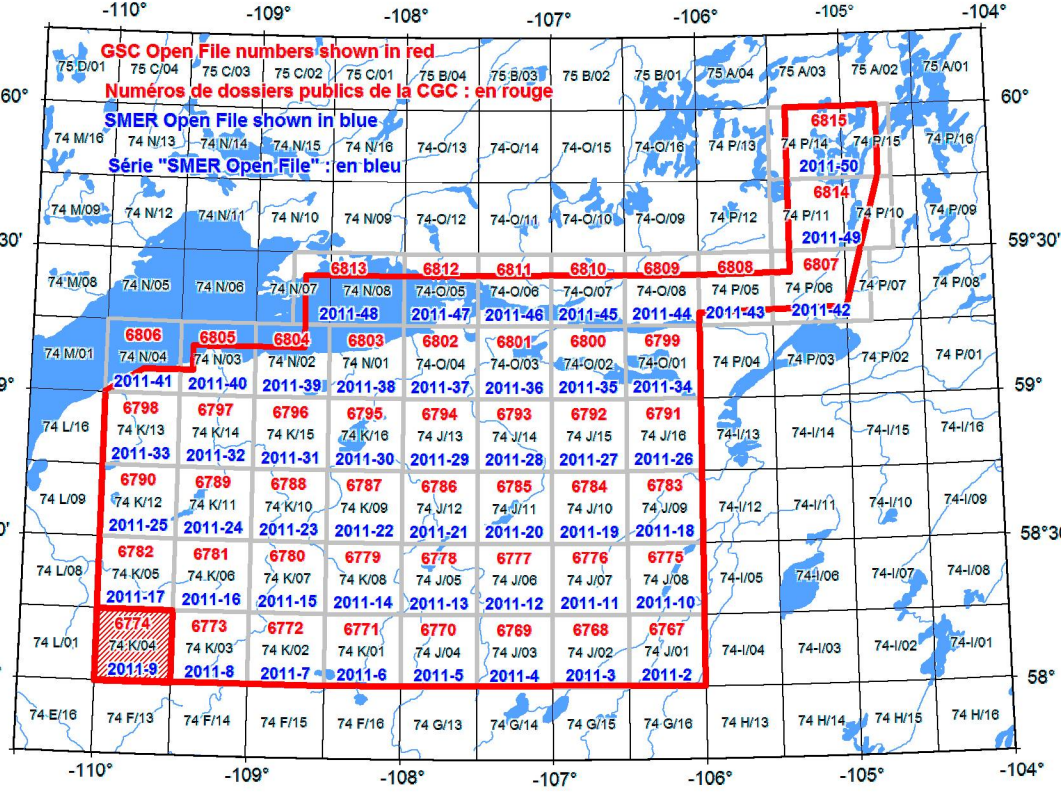 -109° -109° -108° -107° -106° -105° -104°
GSC Open File numbers shown in red
75 D/01 75 C/04 75 C/03 75 C/02 75 C/01 75 B/04 75 B/03 75 B/02 75 B/01 75 A/04 75 A/03 75 A/02 75 A/01
Numéros de dossiers publics de la CGC : en rouge
60° 60°
SMER Open File shown in blue
6815
74 M/16 74 N/13 74 N/14 74 N/15 74 N/16 74-O/13 74-O/14 74-O/15 74-O/16 74 P/13 74 P/14 74 P/15 74 P/16
Série "SMER Open File" : en bleu
2011-50
6814
74 M/09 74 N/12 74 N/11 74 N/10 74 N/09 74-O/12 74-O/11 74-O/10 74-O/09 74 P/12 74 P/11 74 P/10 74 P/09
2011-49
30' 59°30'
6813 6812 6811 6810 6809 6808 6807
74 M/08 74 N/05 74 N/06 74 N/07 74 N/08 74-O/05 74-O/06 74-O/07 74-O/08 74 P/05 74 P/06 74 P/07 74 P/08
2011-48 2011-47 2011-46 2011-45 2011-44 2011-43 2011-42
6806 6805 6804 6803 6802 6801 6800 6799
74 M/01 74 N/04 74 N/03 74 N/02 74 N/01 74-O/04 74-O/03 74-O/02 74-O/01 74 P/04 74 P/03 74 P/02 74 P/01
2011-41 2011-40 2011-39 2011-38 2011-37 2011-36 2011-35 2011-34
9° 59°
6798 6797 6796 6795 6794 6793 6792 6791
74 L/16 74 K/13 74 K/14 74 K/15 74 K/16 74 J/13 74 J/14 74 J/15 74 J/16 74-I/13 74-I/14 74-I/15 74-I/16
2011-33 2011-32 2011-31 2011-30 2011-29 2011-28 2011-27 2011-26
6790 6789 6788 6787 6786 6785 6784 6783
74 L/09 74 K/12 74 K/11 74 K/10 74 K/09 74 J/12 74 J/11 74 J/10 74 J/09 74-I/12 74-I/11 74-I/10 74-I/09
2011-25 2011-24 2011-23 2011-22 2011-21 2011-20 2011-19 2011-18
0' 58°30
6782 6781 6780 6779 6778 6777 6776 6775
74 L/08 74 K/05 74 K/06 74 K/07 74 K/08 74 J/05 74 J/06 74 J/07 74 J/08 74-I/05 74-I/06 74-I/07 74-I/08
2011-17 2011-16 2011-15 2011-14 2011-13 2011-12 2011-11 2011-10
6774 6773 6772 6771 6770 6769 6768 6767
74 L/01 74 K/04 74 K/03 74 K/02 74 K/01 74 J/04 74 J/03 74 J/02 74 J/01 74-I/04 74-I/03 74-I/02 74-I/01
2011-9 2011-8 2011-7 2011-6 2011-5 2011-4 2011-3 2011-2
° 58°
74 E/16 74 F/13 74 F/14 74 F/15 74 F/16 74 G/13 74 G/14 74 G/15 74 G/16 74 H/13 74 H/14 74 H/15 74 H/16
-110° -109° -108° -107° -106° -105° -104°